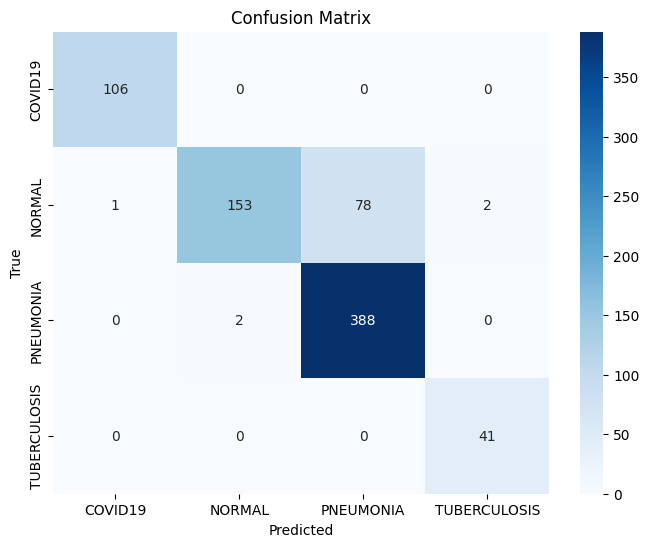 Confusion Matrix
COVID19
106 0 0 0
NORMAL
1 153 78 2
PNEUMONIA
0 2 388 0
TUBERCULOSIS
0 0 0 41
True
COVID19 NORMAL PNEUMONIA TUBERCULOSIS
Predicted
350
300
250
200
150
100
50
0